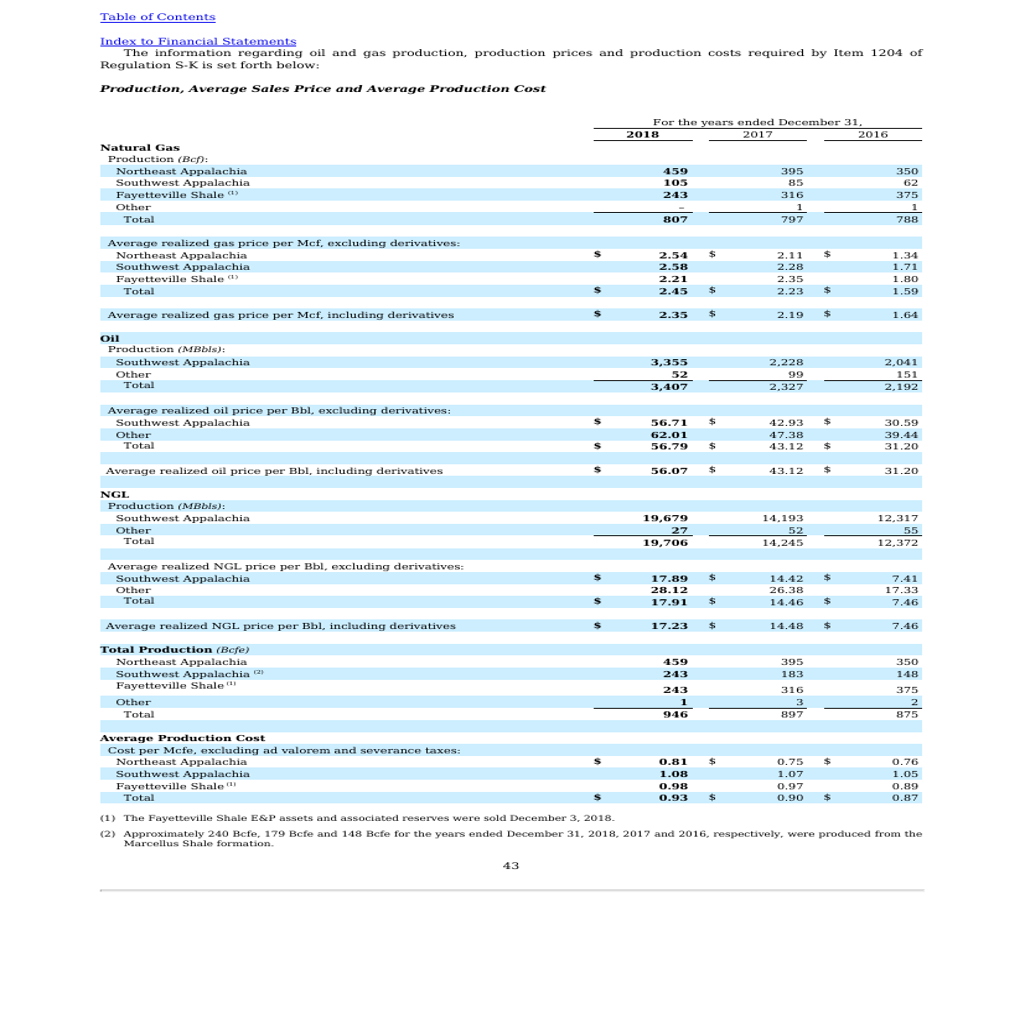 Table of Contents
Index to Financial Statements
The information regarding oil and gas production, production prices and production costs required by Item 1204 of
Regulation S-K is set forth below:
Production, Average Sales Price and Average Production Cost
For the years ended December 31,
2018 2017 2016
Natural Gas
Production (Bcf):
Northeast Appalachia 459 395 350
Southwest Appalachia 105 85 62
Fayetteville Shale (1) 243 316 375
Other – 1 1
Total 807 797 788
Average realized gas price per Mcf, excluding derivatives:
Northeast Appalachia $ 2.54 $ 2.11 $ 1.34
Southwest Appalachia 2.58 2.28 1.71
Fayetteville Shale (1) 2.21 2.35 1.80
Total $ 2.45 $ 2.23 $ 1.59
Average realized gas price per Mcf, including derivatives $ 2.35 $ 2.19 $ 1.64
Oil
Production (MBbls):
Southwest Appalachia 3,355 2,228 2,041
Other 52 99 151
Total 3,407 2,327 2,192
Average realized oil price per Bbl, excluding derivatives:
Southwest Appalachia $ 56.71 $ 42.93 $ 30.59
Other 62.01 47.38 39.44
Total $ 56.79 $ 43.12 $ 31.20
Average realized oil price per Bbl, including derivatives $ 56.07 $ 43.12 $ 31.20
NGL
Production (MBbls):
Southwest Appalachia 19,679 14,193 12,317
Other 27 52 55
Total 19,706 14,245 12,372
Average realized NGL price per Bbl, excluding derivatives:
Southwest Appalachia $ 17.89 $ 14.42 $ 7.41
Other 28.12 26.38 17.33
Total $ 17.91 $ 14.46 $ 7.46
Average realized NGL price per Bbl, including derivatives $ 17.23 $ 14.48 $ 7.46
Total Production (Bcfe)
Northeast Appalachia 459 395 350
Southwest Appalachia (2) 243 183 148
Fayetteville Shale (1) 243 316 375
Other 1 3 2
Total 946 897 875
Average Production Cost
Cost per Mcfe, excluding ad valorem and severance taxes:
Northeast Appalachia $ 0.81 $ 0.75 $ 0.76
Southwest Appalachia 1.08 1.07 1.05
Fayetteville Shale (1) 0.98 0.97 0.89
Total $ 0.93 $ 0.90 $ 0.87
(1) The Fayetteville Shale E&P assets and associated reserves were sold December 3, 2018.
(2) Approximately 240 Bcfe, 179 Bcfe and 148 Bcfe for the years ended December 31, 2018, 2017 and 2016, respectively, were produced from the
Marcellus Shale formation.
43